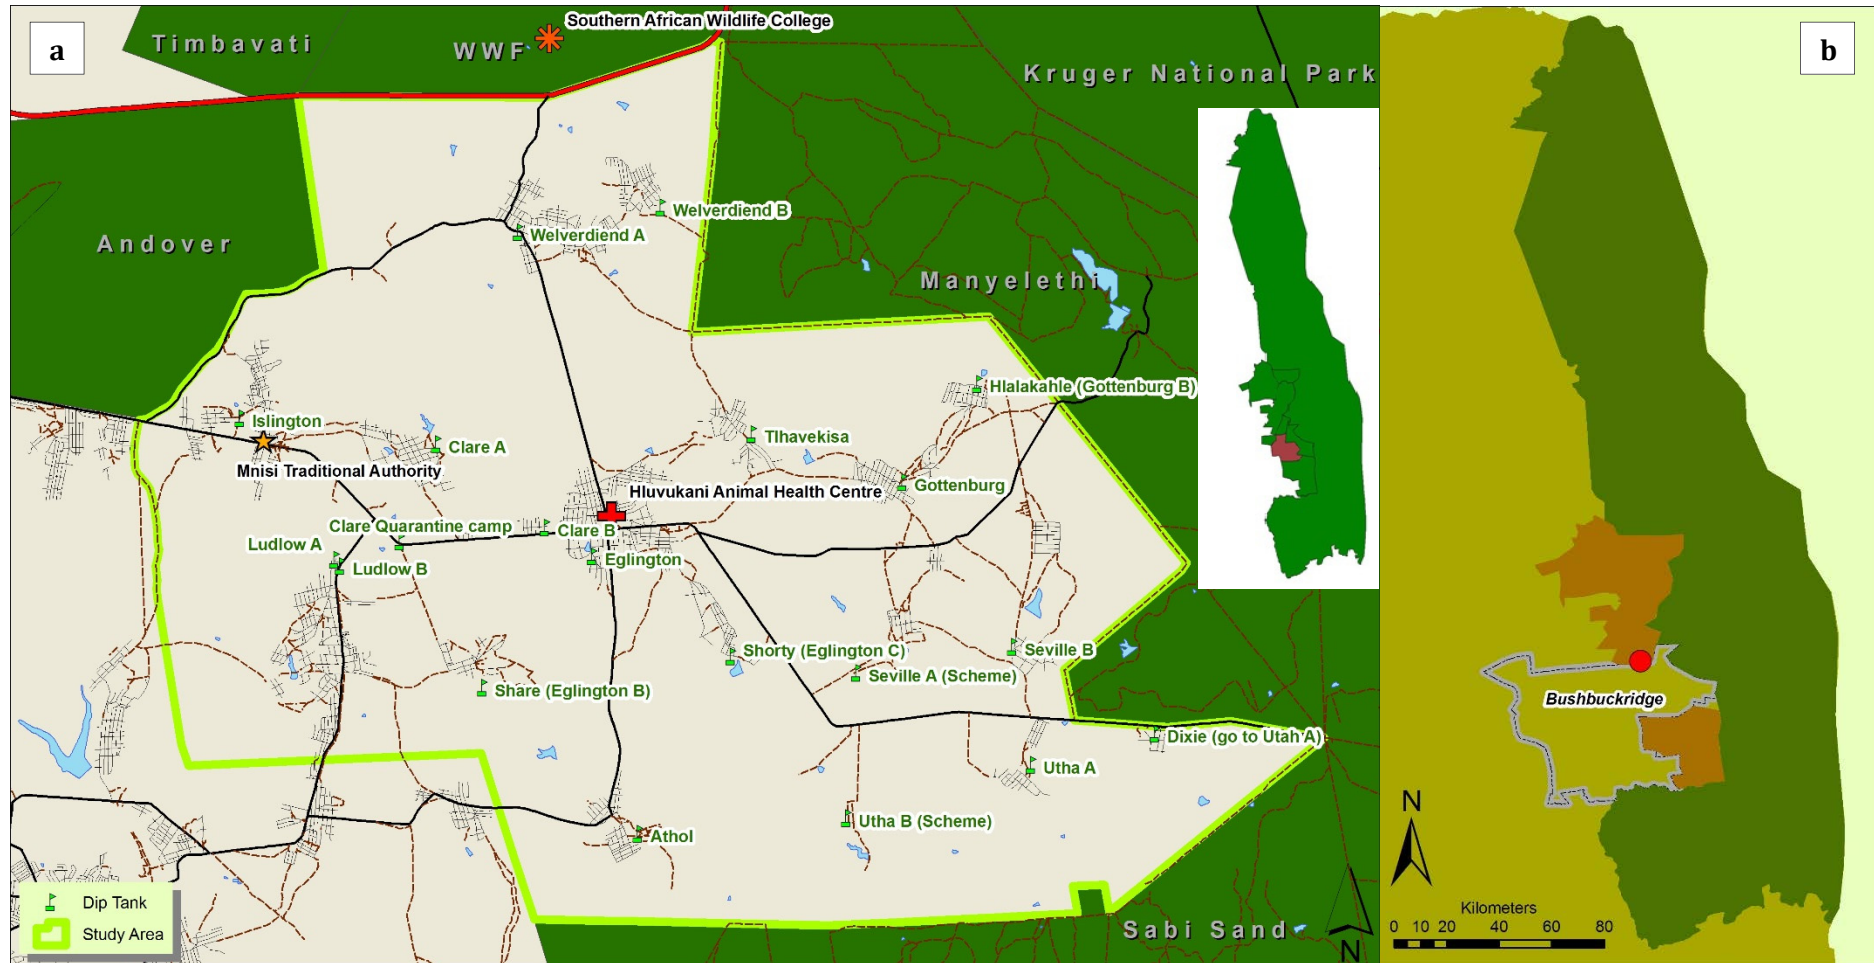 a
Timbavati
WWF
Southern African Wildlife College
Kruger National Park
Andover
Welverdiend B
Welverdiend A
Manyelethi
Hlalakahle (Gottenburg B)
Islington
Mnisi Traditional Authority
Clare A
Tlhavekisa
Gottenburg
Hluvukani Animal Health Centre
Clare Quarantine camp
Clare B
Ludlow A
Ludlow B
Eglington
Shorty (Eglington C)
Seville B
Seville A (Scheme)
Share (Eglington B)
Dixie (go to Utah A)
Utha A
Utha B (Scheme)
Athol
Sabi Sand
Dip Tank
Study Area
N
b
Bushbuckridge
N
Kilometers
0 10 20 40 60 80